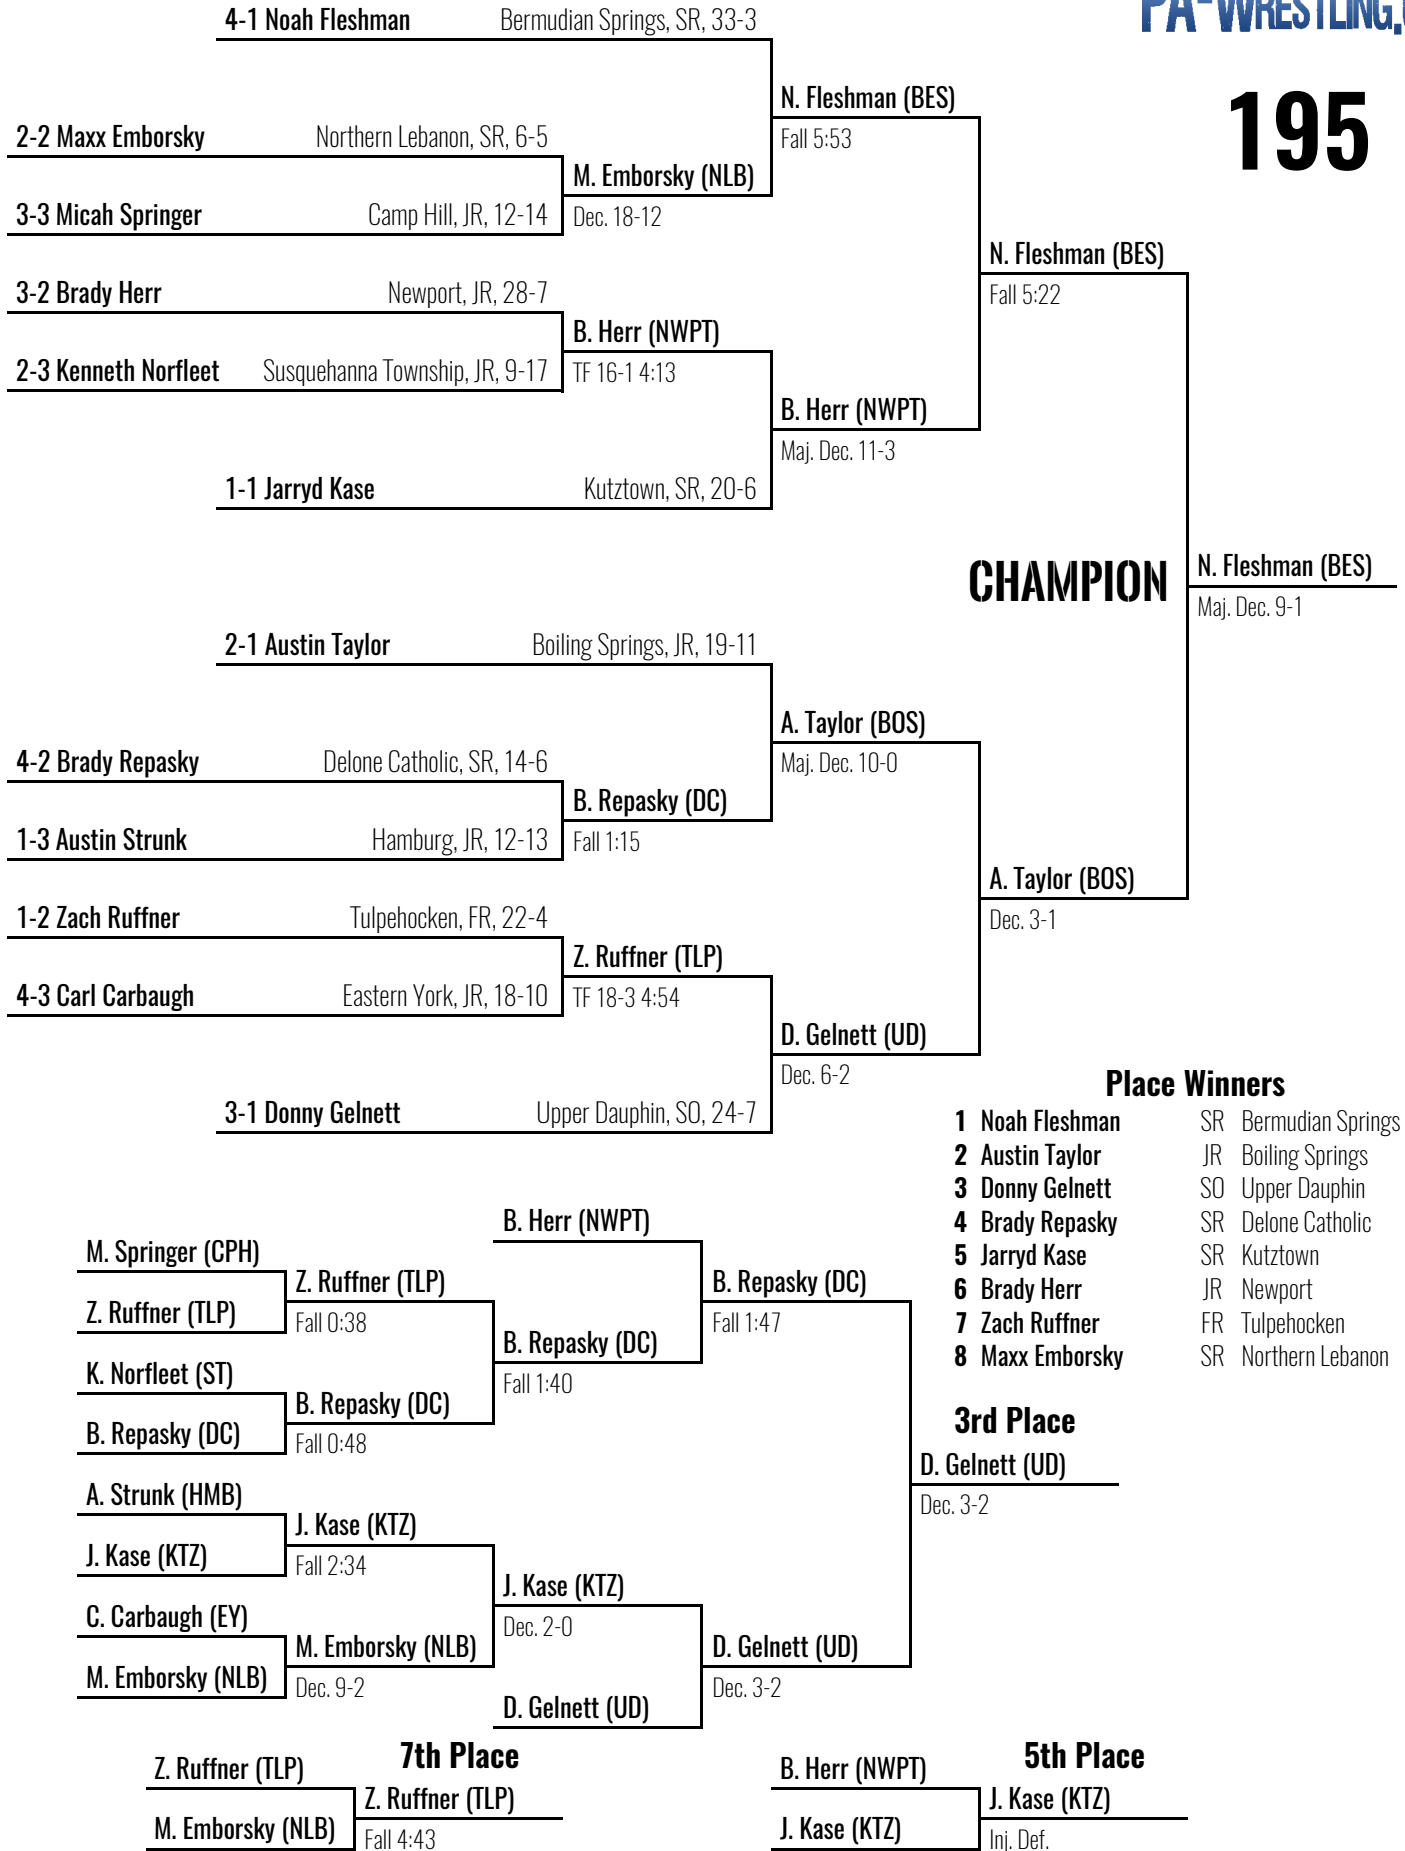 4-1 Noah Fleshman Bermudian Springs, SR, 33-3
PA-WRESTLING.
195
N. Fleshman (BES)
Fall 5:53
2-2 Maxx Emborsky Northern Lebanon, SR, 6-5
M. Emborsky (NLB)
Dec. 18-12
3-3 Micah Springer Camp Hill, JR, 12-14
N. Fleshman (BES)
Fall 5:22
3-2 Brady Herr Newport, JR, 28-7
B. Herr (NWPT)
TF 16-1 4:13
2-3 Kenneth Norfleet Susquehanna Township, JR, 9-17
B. Herr (NWPT)
Maj. Dec. 11-3
1-1 Jarryd Kase Kutztown, SR, 20-6
CHAMPION
N. Fleshman (BES)
Maj. Dec. 9-1
2-1 Austin Taylor Boiling Springs, JR, 19-11
A. Taylor (BOS)
Maj. Dec. 10-0
4-2 Brady Repasky Delone Catholic, SR, 14-6
B. Repasky (DC)
Fall 1:15
1-3 Austin Strunk Hamburg, JR, 12-13
A. Taylor (BOS)
Dec. 3-1
1-2 Zach Ruffner Tulpehocken, FR, 22-4
Z. Ruffner (TLP)
TF 18-3 4:54
4-3 Carl Carbaugh Eastern York, JR, 18-10
D. Gelnett (UD)
Dec. 6-2
3-1 Donny Gelnett Upper Dauphin, SO, 24-7
Place Winners
1 Noah Fleshman SR Bermudian Springs
2 Austin Taylor JR Boiling Springs
3 Donny Gelnett SO Upper Dauphin
4 Brady Repasky SR Delone Catholic
5 Jarryd Kase SR Kutztown
6 Brady Herr JR Newport
7 Zach Ruffner FR Tulpehocken
8 Maxx Emborsky SR Northern Lebanon
B. Herr (NWPT)
M. Springer (CPH)
Z. Ruffner (TLP)
Fall 0:38
Z. Ruffner (TLP)
B. Repasky (DC)
Fall 1:47
B. Repasky (DC)
Fall 1:40
K. Norfleet (ST)
B. Repasky (DC)
Fall 0:48
B. Repasky (DC)
3rd Place
D. Gelnett (UD)
Dec. 3-2
A. Strunk (HMB)
J. Kase (KTZ)
Fall 2:34
J. Kase (KTZ)
J. Kase (KTZ)
Dec. 2-0
C. Carbaugh (EY)
M. Emborsky (NLB)
Dec. 9-2
M. Emborsky (NLB)
D. Gelnett (UD)
Dec. 3-2
D. Gelnett (UD)
7th Place
Z. Ruffner (TLP)
Z. Ruffner (TLP)
Fall 4:43
M. Emborsky (NLB)
5th Place
B. Herr (NWPT)
J. Kase (KTZ)
Inj. Def.
J. Kase (KTZ)